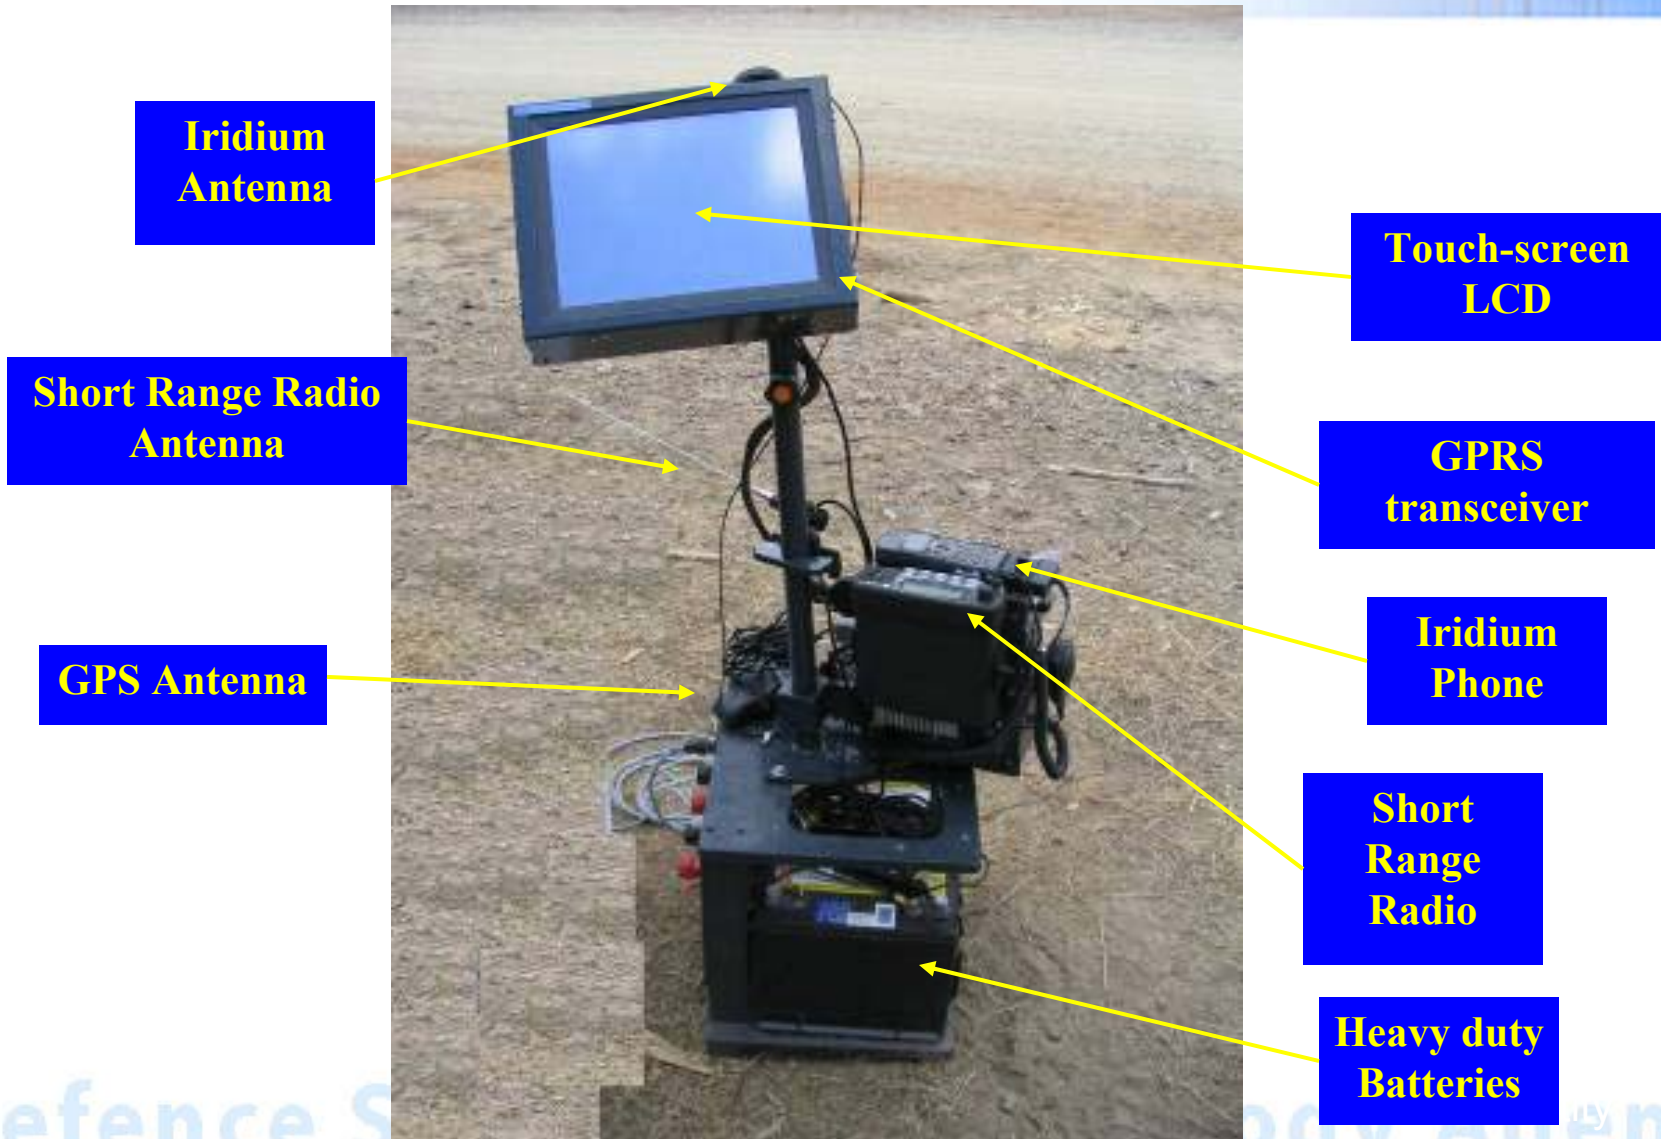 Iridium
Antenna
Touch-screen
LCD
Short Range Radio
Antenna
GPRS
transceiver
Iridium
Phone
GPS Antenna
Short
Range
Radio
Heavy duty
Batteries